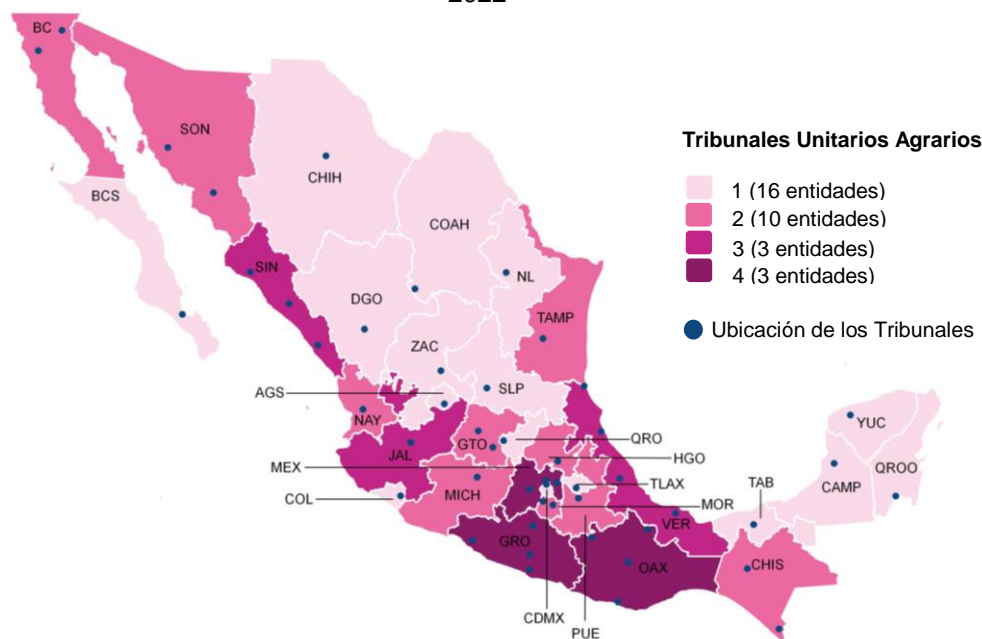 2022
BC
SON
CHIH
BCS
COAH
SIN
NL
DGO
TAMP
ZAC
AGS
SLP
NAY
GTO
QRO
YUC
JAL
HGO
MEX
QROO
COL
MICH
TLAX
TAB
CAMP
MOR
VER
GRO
OAX
CHIS
CDMX
PUE
Tribunales Unitarios Agrarios
1 (16 entidades)
2 (10 entidades)
3 (3 entidades)
4 (3 entidades)
Ubicación de los Tribunales